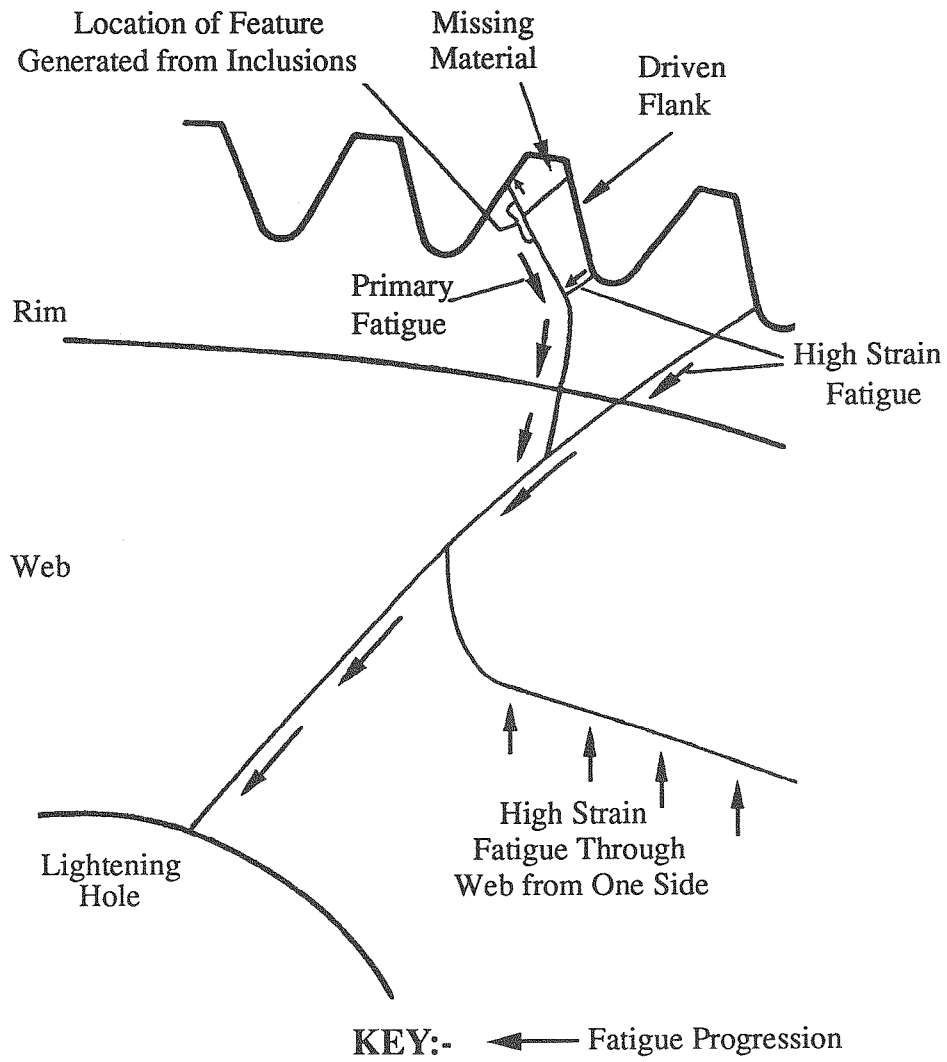 Location of Feature
Generated from Inclusions
Missing
Material
Driven
Flank
Primary
Fatigue
Rim
High Strain
Fatigue
Web
High Strain
Fatigue Through
Web from One Side
Lightening
Hole
KEY:- Fatigue Progression